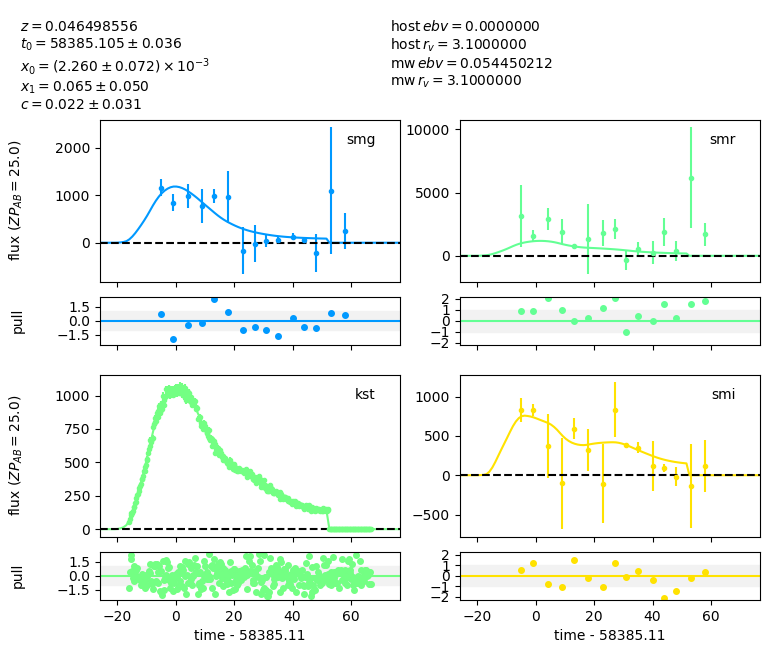 z = 0.046498556
t₀ = 58385.105 ± 0.036
x₀ = (2.260 ± 0.072) × 10⁻³
x₁ = 0.065 ± 0.050
c = 0.022 ± 0.031
host ebv = 0.0000000
host r_v = 3.1000000
mw ebv = 0.054450212
mw r_v = 3.1000000
smg
flux (ZP_AB = 25.0)
2000
1000
0
smr
10000
5000
0
pull
1.5
0.0
−1.5
2
1
0
−1
−2
kst
flux (ZP_AB = 25.0)
1000
750
500
250
0
smi
1000
500
0
−500
pull
1.5
0.0
−1.5
−20 0 20 40 60
time - 58385.11
2
1
0
−1
−2
−20 0 20 40 60
time - 58385.11